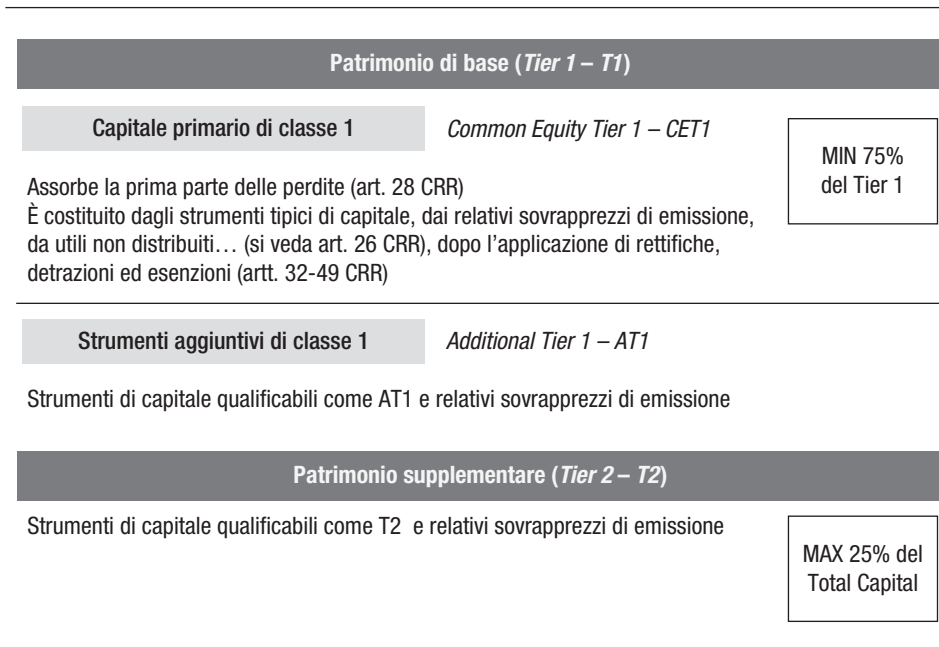 Patrimonio di base (Tier 1 – T1)
Capitale primario di classe 1
Common Equity Tier 1 – CET1
MIN 75%
del Tier 1
Assorbe la prima parte delle perdite (art. 28 CRR)
È costituito dagli strumenti tipici di capitale, dai relativi sovrapprezzi di emissione,
da utili non distribuiti… (si veda art. 26 CRR), dopo l’applicazione di rettifiche,
detrazioni ed esenzioni (artt. 32-49 CRR)
Strumenti aggiuntivi di classe 1
Additional Tier 1 – AT1
Strumenti di capitale qualificabili come AT1 e relativi sovrapprezzi di emissione
Patrimonio supplementare (Tier 2 – T2)
Strumenti di capitale qualificabili come T2 e relativi sovrapprezzi di emissione
MAX 25% del
Total Capital